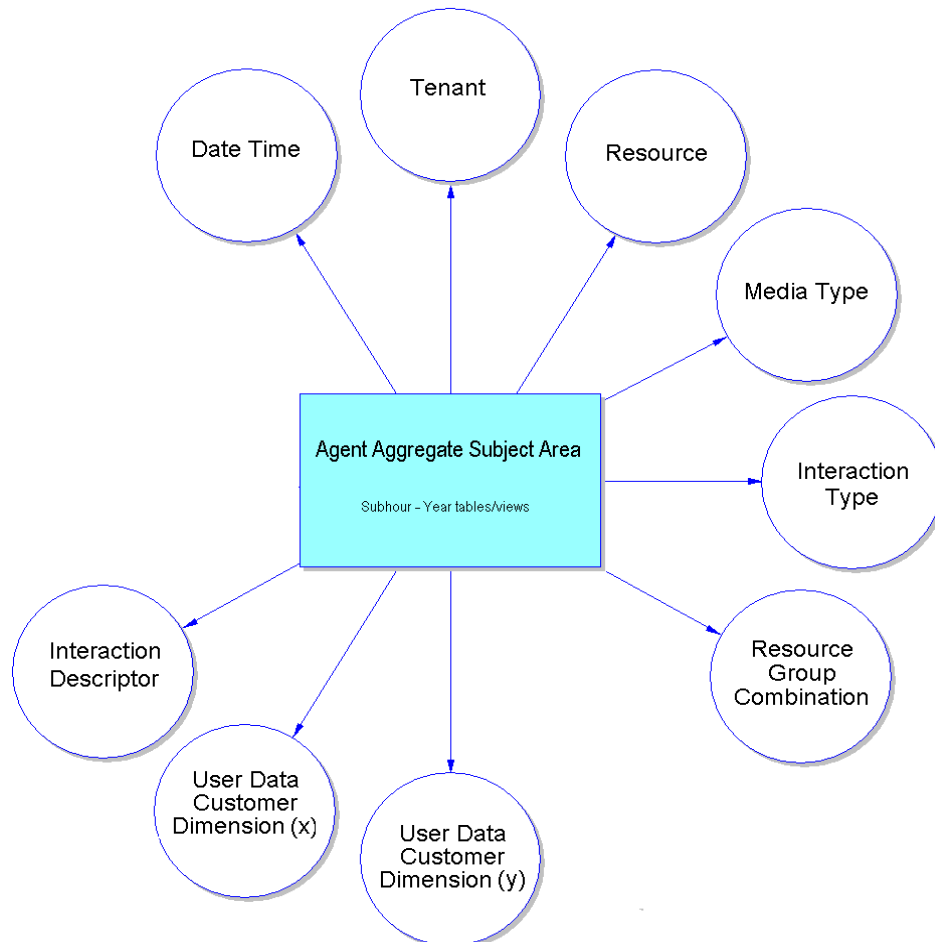 Tenant
Date Time
Resource
Media Type
Agent Aggregate Subject Area
Subhour – Year tables/views
Interaction
Type
Interaction
Descriptor
Resource
Group
Combination
User Data
Customer
Dimension (x)
User Data
Customer
Dimension (y)